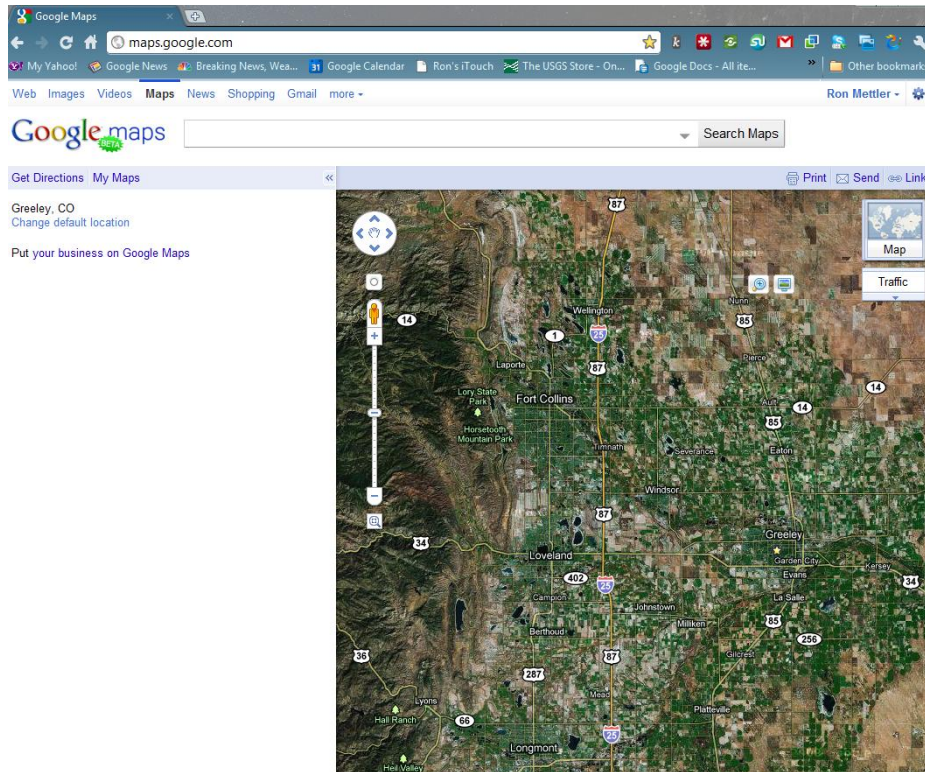 Google Maps
maps.google.com
My Yahoo! Google News Breaking News, Wea... 31 Google Calendar Ron's iTouch The USGS Store - On... Google Docs - All ite... » Other bookmark
Web Images Videos Maps News Shopping Gmail more Ron Mettler
Google maps BETA Search Maps
Get Directions My Maps « Print Send Link
Greeley, CO
Change default location
Put your business on Google Maps
Map
Traffic
87
Nunn
Wellington
14
85
1
25
87
Pierce
Laporte
14
Lory State
Park
Fort Collins
Ault
14
85
Horsetooth
Mountain Park
Timnath
Severance
Eaton
Windsor
87
Greeley
34
Loveland
Garden City
Kersey
402
25
Evans
34
Campion
La Salle
Johnstown
Milliken
85
Berthoud
256
36
87
Gilcrest
287
Mead
Lyons
Platteville
Hall Ranch
66
25
Longmont
Heil Valley